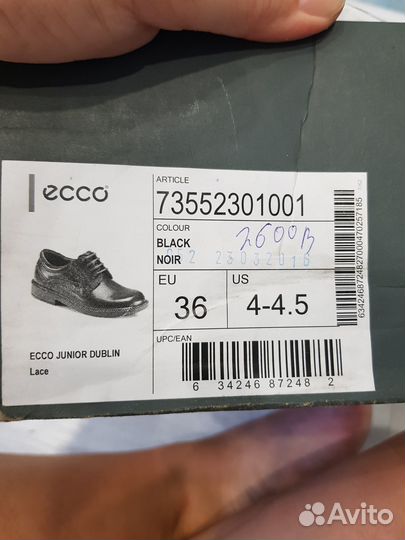 ecco
ARTICLE
73552301001
COLOUR
BLACK
NOIR
2600
23032016
EU
36
US
4-4.5
ECCO JUNIOR DUBLIN
Lace
UPC/EAN
6 34246 87248 2
Avito